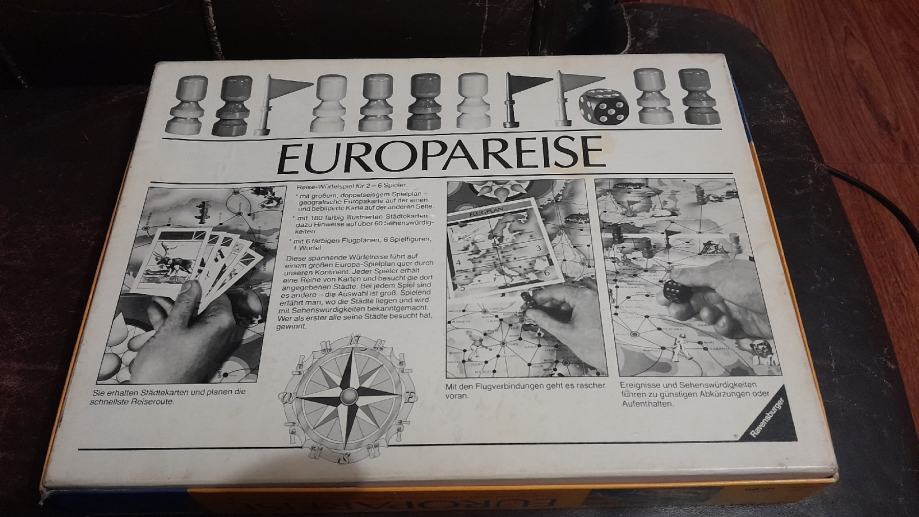 EUROPAREISE
Reise-Würfelspiel für 2 – 6 Spieler
* mit großem, doppelseitigem Spielplan –
geografische Europakarte auf der einen
und bebilderte Karte auf der anderen Seite
* mit 180 farbig illustrierten Städtekarten –
dazu Hinweise auf über 60 Sehenswürdig-
keiten
* mit 6 farbigen Flugplänen, 6 Spielfiguren,
1 Würfel
Diese spannende Würfelreise führt auf
einem großen Europa-Spielplan quer durch
unseren Kontinent. Jeder Spieler erhält
eine Reihe von Karten und besucht die dort
angegebenen Städte. Bei jedem Spiel sind
es andere – die Auswahl ist groß. Spielend
erfährt man, wo die Städte liegen und wird
mit Sehenswürdigkeiten bekanntgemacht.
Wer als erster alle seine Städte besucht hat,
gewinnt.
FLUGPLAN
3
4
5
6
Sie erhalten Städtekarten und planen die
schnellste Reiseroute.
Mit den Flugverbindungen geht es rascher
voran.
Ereignisse und Sehenswürdigkeiten
führen zu günstigen Abkürzungen oder
Aufenthalten.
Ravensburger
EUROPAREISE